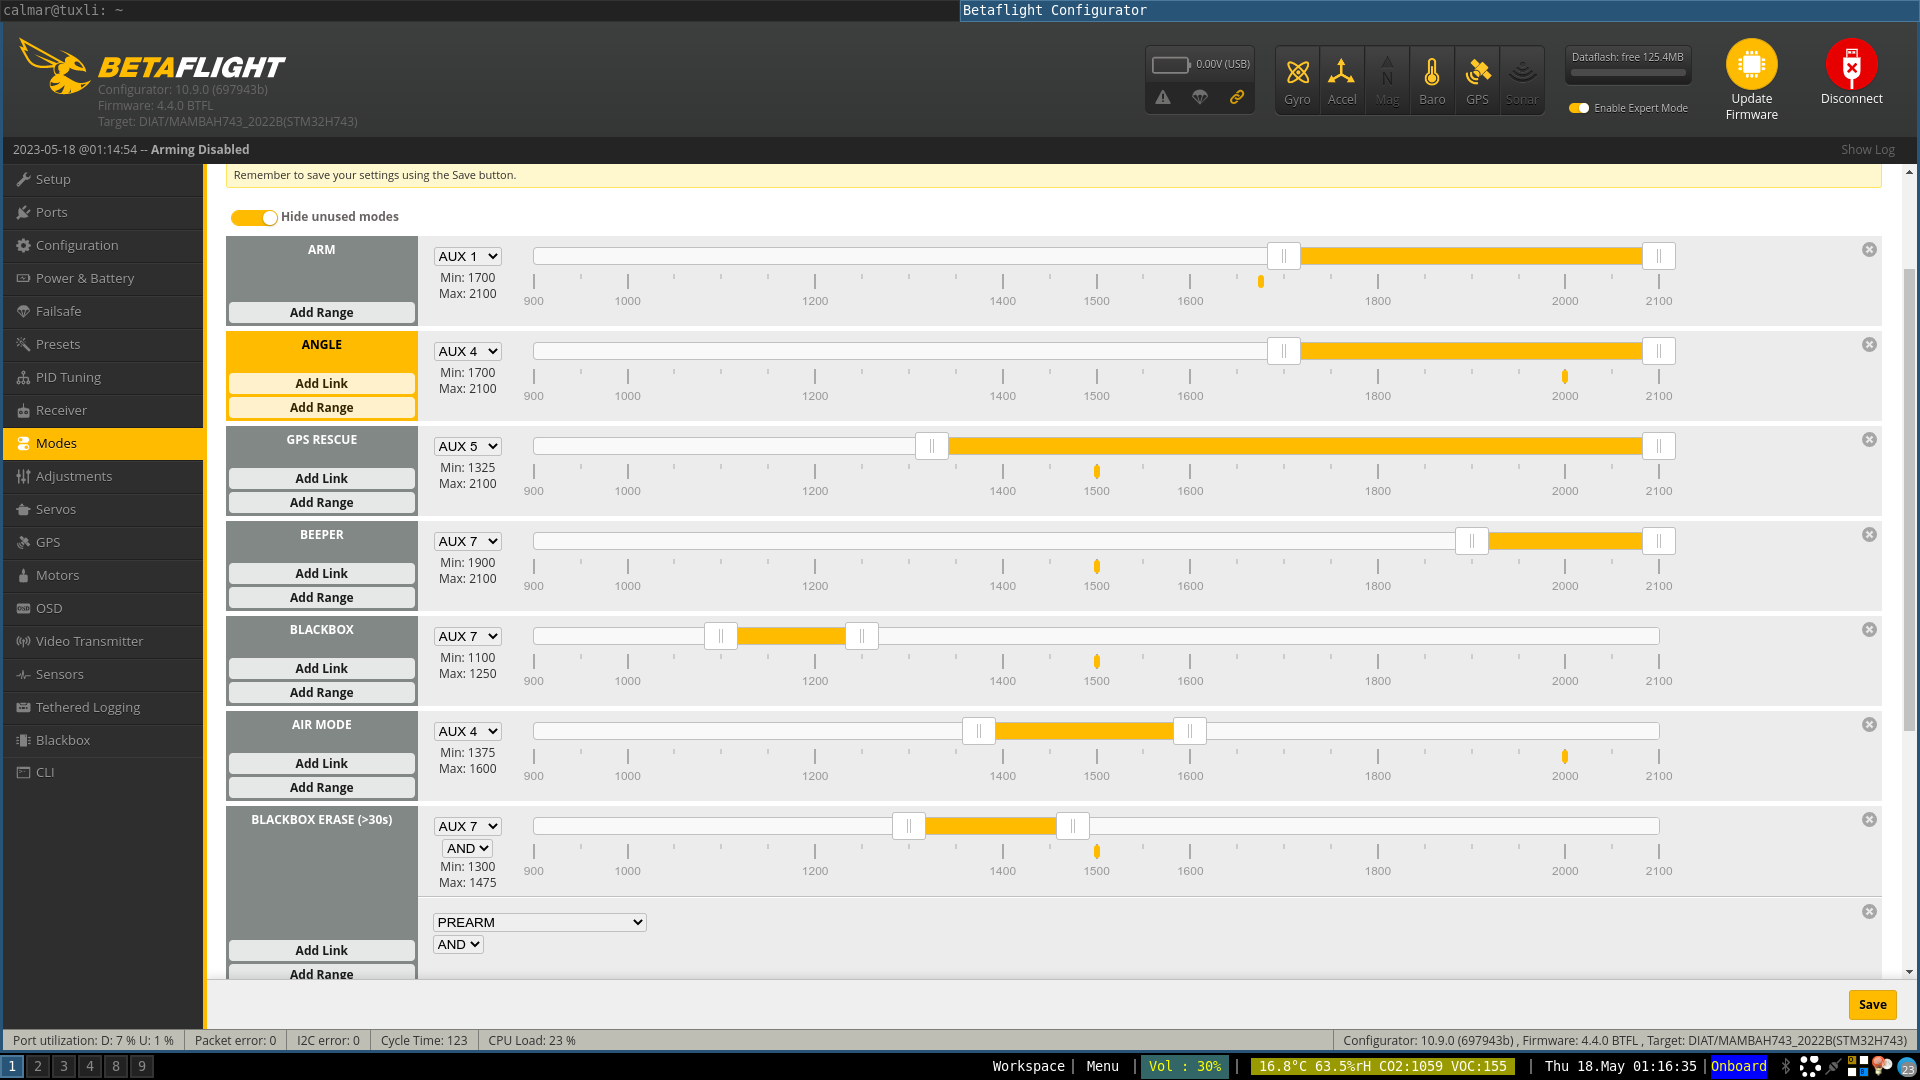 calmar@tuxli: ~
Betaflight Configurator
BETAFLIGHT
Configurator: 10.9.0 (697943b)
Firmware: 4.4.0 BTFL
Target: DIAT/MAMBAH743_2022B(STM32H743)
0.00V (USB)
Gyro
Accel
Mag
Baro
GPS
Sonar
Dataflash: free 125.4MB
Enable Expert Mode
Update Firmware
Disconnect
2023-05-18 @01:14:54 -- Arming Disabled
Show Log
Setup
Ports
Configuration
Power & Battery
Failsafe
Presets
PID Tuning
Receiver
Modes
Adjustments
Servos
GPS
Motors
OSD
Video Transmitter
Sensors
Tethered Logging
Blackbox
CLI
Remember to save your settings using the Save button.
Hide unused modes
ARM
Add Range
AUX 1
Min: 1700
Max: 2100
900 1000 1200 1400 1500 1600 1800 2000 2100
ANGLE
Add Link
Add Range
AUX 4
Min: 1700
Max: 2100
900 1000 1200 1400 1500 1600 1800 2000 2100
GPS RESCUE
Add Link
Add Range
AUX 5
Min: 1325
Max: 2100
900 1000 1200 1400 1500 1600 1800 2000 2100
BEEPER
Add Link
Add Range
AUX 7
Min: 1900
Max: 2100
900 1000 1200 1400 1500 1600 1800 2000 2100
BLACKBOX
Add Link
Add Range
AUX 7
Min: 1100
Max: 1250
900 1000 1200 1400 1500 1600 1800 2000 2100
AIR MODE
Add Link
Add Range
AUX 4
Min: 1375
Max: 1600
900 1000 1200 1400 1500 1600 1800 2000 2100
BLACKBOX ERASE (>30s)
Add Link
Add Range
AUX 7
AND
Min: 1300
Max: 1475
900 1000 1200 1400 1500 1600 1800 2000 2100
PREARM
AND
Save
Port utilization: D: 7 % U: 1 %
Packet error: 0
I2C error: 0
Cycle Time: 123
CPU Load: 23 %
Configurator: 10.9.0 (697943b) , Firmware: 4.4.0 BTFL , Target: DIAT/MAMBAH743_2022B(STM32H743)
1 2 3 4 8 9
Workspace| Menu | Vol : 30% | 16.8°C 63.5%rH CO2:1059 VOC:155 | Thu 18.May 01:16:35 |Onboard
23